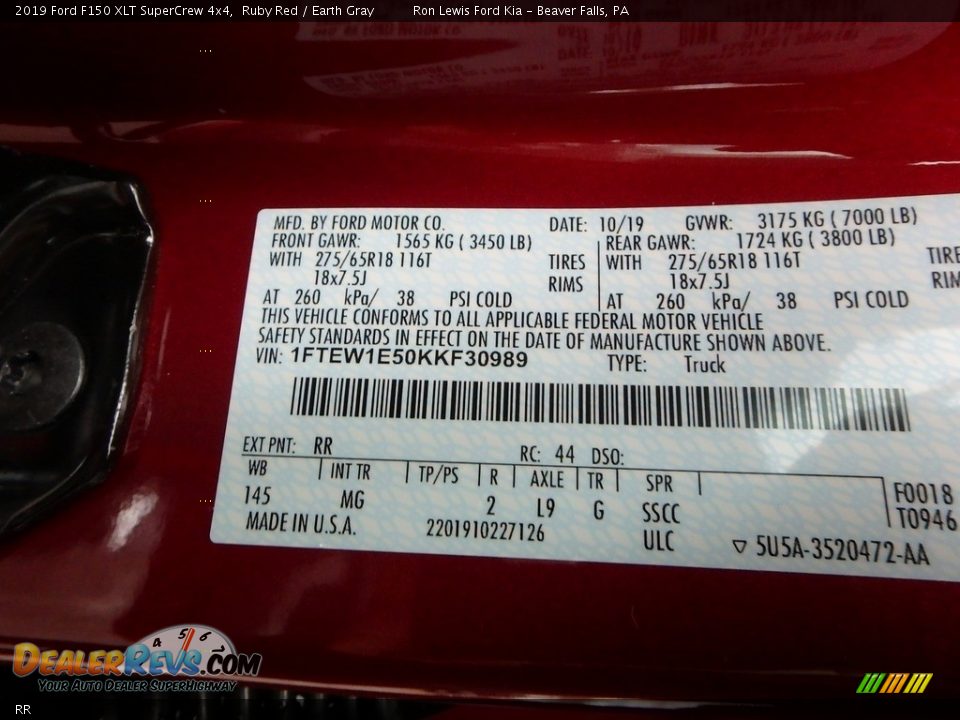 2019 Ford F150 XLT SuperCrew 4x4, Ruby Red / Earth Gray Ron Lewis Ford Kia - Beaver Falls, PA
MFD. BY FORD MOTOR CO. DATE: 10/19 GVWR: 3175 KG ( 7000 LB)
FRONT GAWR: 1565 KG ( 3450 LB) REAR GAWR: 1724 KG ( 3800 LB)
WITH 275/65R18 116T TIRES WITH 275/65R18 116T TIRE
18x7.5J RIMS 18x7.5J RIM
AT 260 kPa/ 38 PSI COLD AT 260 kPa/ 38 PSI COLD
THIS VEHICLE CONFORMS TO ALL APPLICABLE FEDERAL MOTOR VEHICLE
SAFETY STANDARDS IN EFFECT ON THE DATE OF MANUFACTURE SHOWN ABOVE.
VIN: 1FTEW1E50KKF30989 TYPE: Truck
EXT PNT: RR RC: 44 DSO:
WB INT TR TP/PS R AXLE TR SPR F0018
145 MG 2 L9 G SSCC T0946
MADE IN U.S.A. 2201910227126 ULC ▽ 5U5A-3520472-AA
4 5 6
DEALERREVS.COM
YOUR AUTO DEALER SUPERHIGHWAY
RR